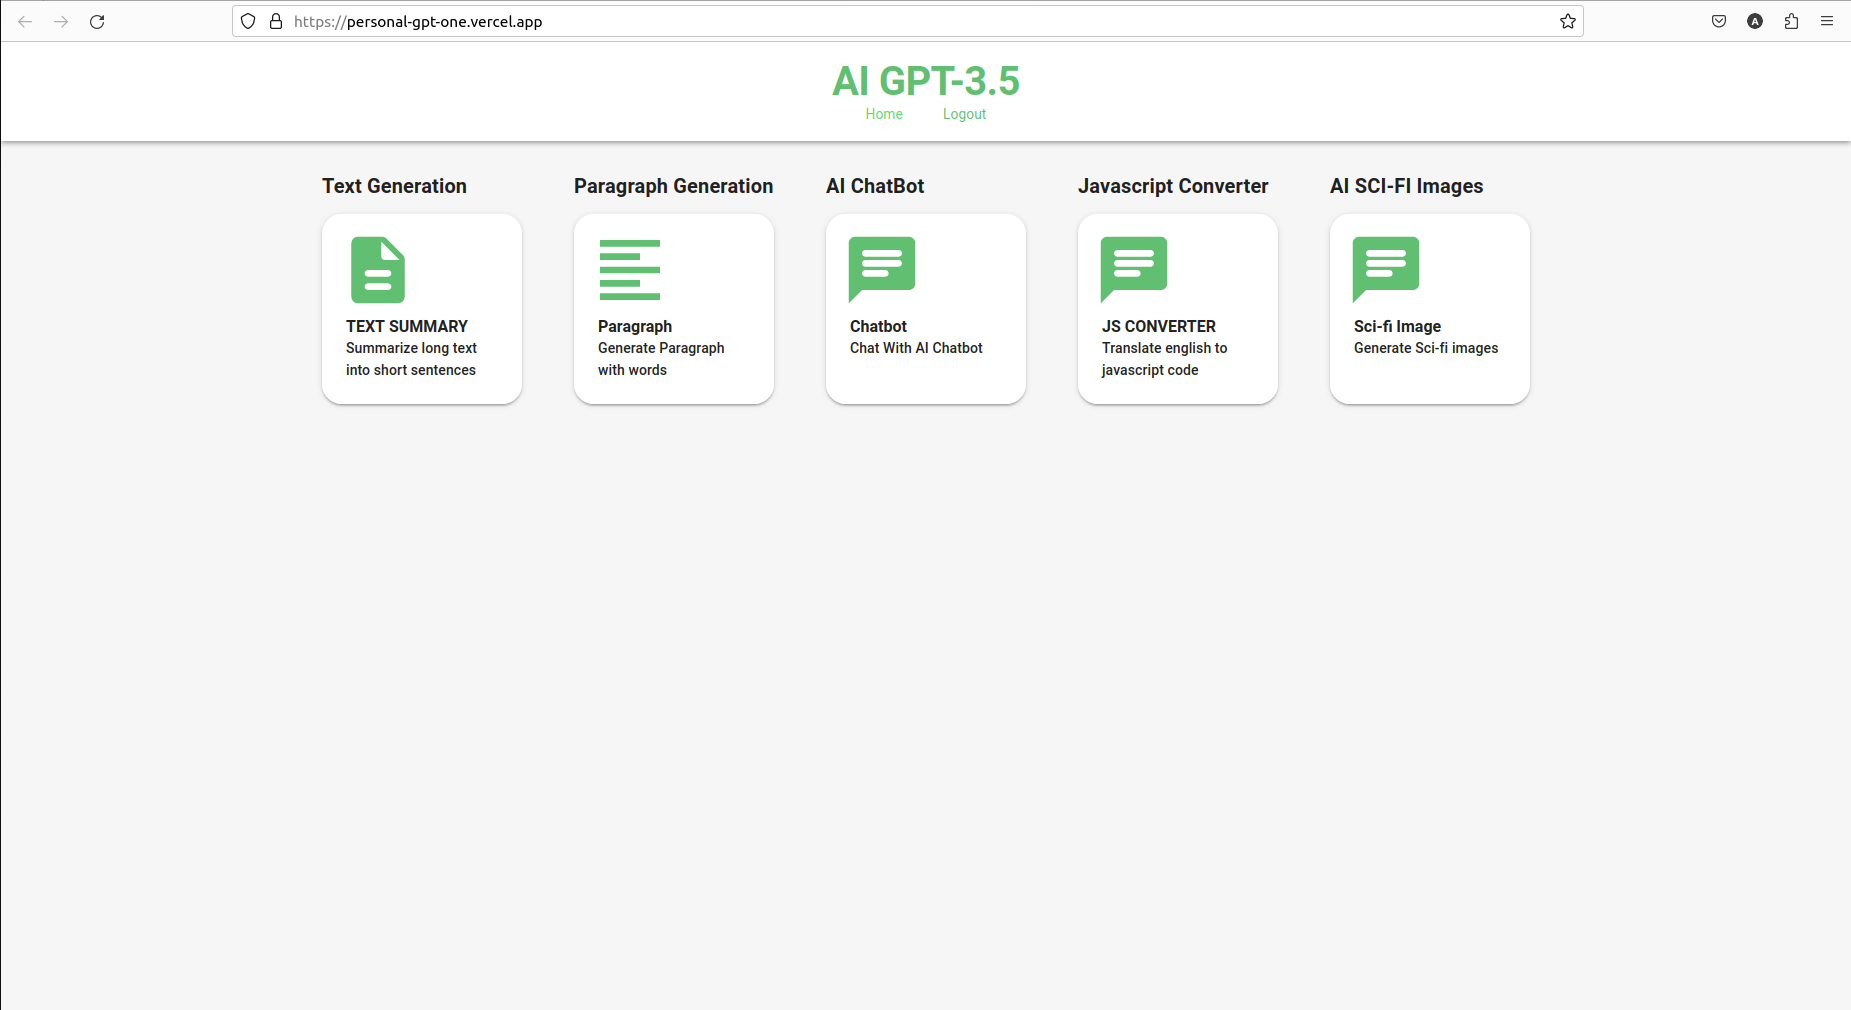 https://personal-gpt-one.vercel.app
A
AI GPT-3.5
Home Logout
Text Generation
TEXT SUMMARY
Summarize long text
into short sentences
Paragraph Generation
Paragraph
Generate Paragraph
with words
AI ChatBot
Chatbot
Chat With AI Chatbot
Javascript Converter
JS CONVERTER
Translate english to
javascript code
AI SCI-FI Images
Sci-fi Image
Generate Sci-fi images